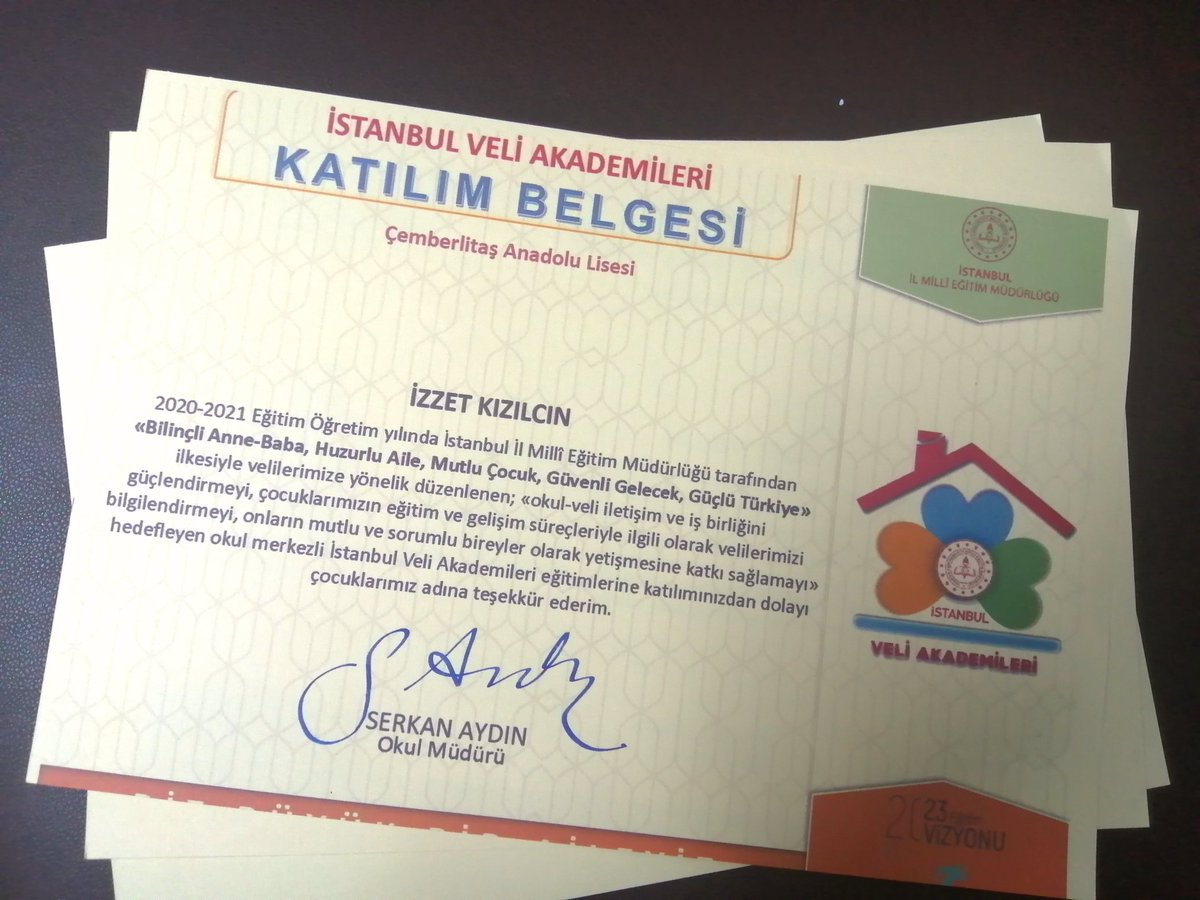 İSTANBUL VELİ AKADEMİLERİ
KATILIM BELGESİ
Çemberlitaş Anadolu Lisesi
İSTANBUL
İL MİLLÎ EĞİTİM MÜDÜRLÜĞÜ
İZZET KIZILCIN
2020-2021 Eğitim Öğretim yılında İstanbul İl Millî Eğitim Müdürlüğü tarafından
«Bilinçli Anne-Baba, Huzurlu Aile, Mutlu Çocuk, Güvenli Gelecek, Güçlü Türkiye»
ilkesiyle velilerimize yönelik düzenlenen; «okul-veli iletişim ve iş birliğini
güçlendirmeyi, çocuklarımızın eğitim ve gelişim süreçleriyle ilgili olarak velilerimizi
bilgilendirmeyi, onların mutlu ve sorumlu bireyler olarak yetişmesine katkı sağlamayı»
hedefleyen okul merkezli İstanbul Veli Akademileri eğitimlerine katılımınızdan dolayı
çocuklarımız adına teşekkür ederim.
SERKAN AYDIN
Okul Müdürü
İSTANBUL
VELİ AKADEMİLERİ
2023
VİZYONU